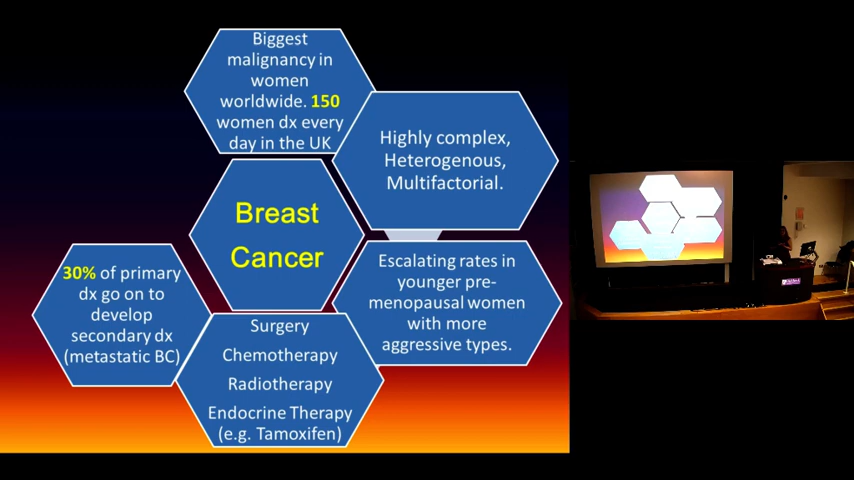 Biggest
malignancy in
women
worldwide. 150
women dx every
day in the UK
Highly complex,
Heterogenous,
Multifactorial.
Breast
Cancer
Escalating rates in
younger pre-
menopausal women
with more
aggressive types.
30% of primary
dx go on to
develop
secondary dx
(metastatic BC)
Surgery
Chemotherapy
Radiotherapy
Endocrine Therapy
(e.g. Tamoxifen)